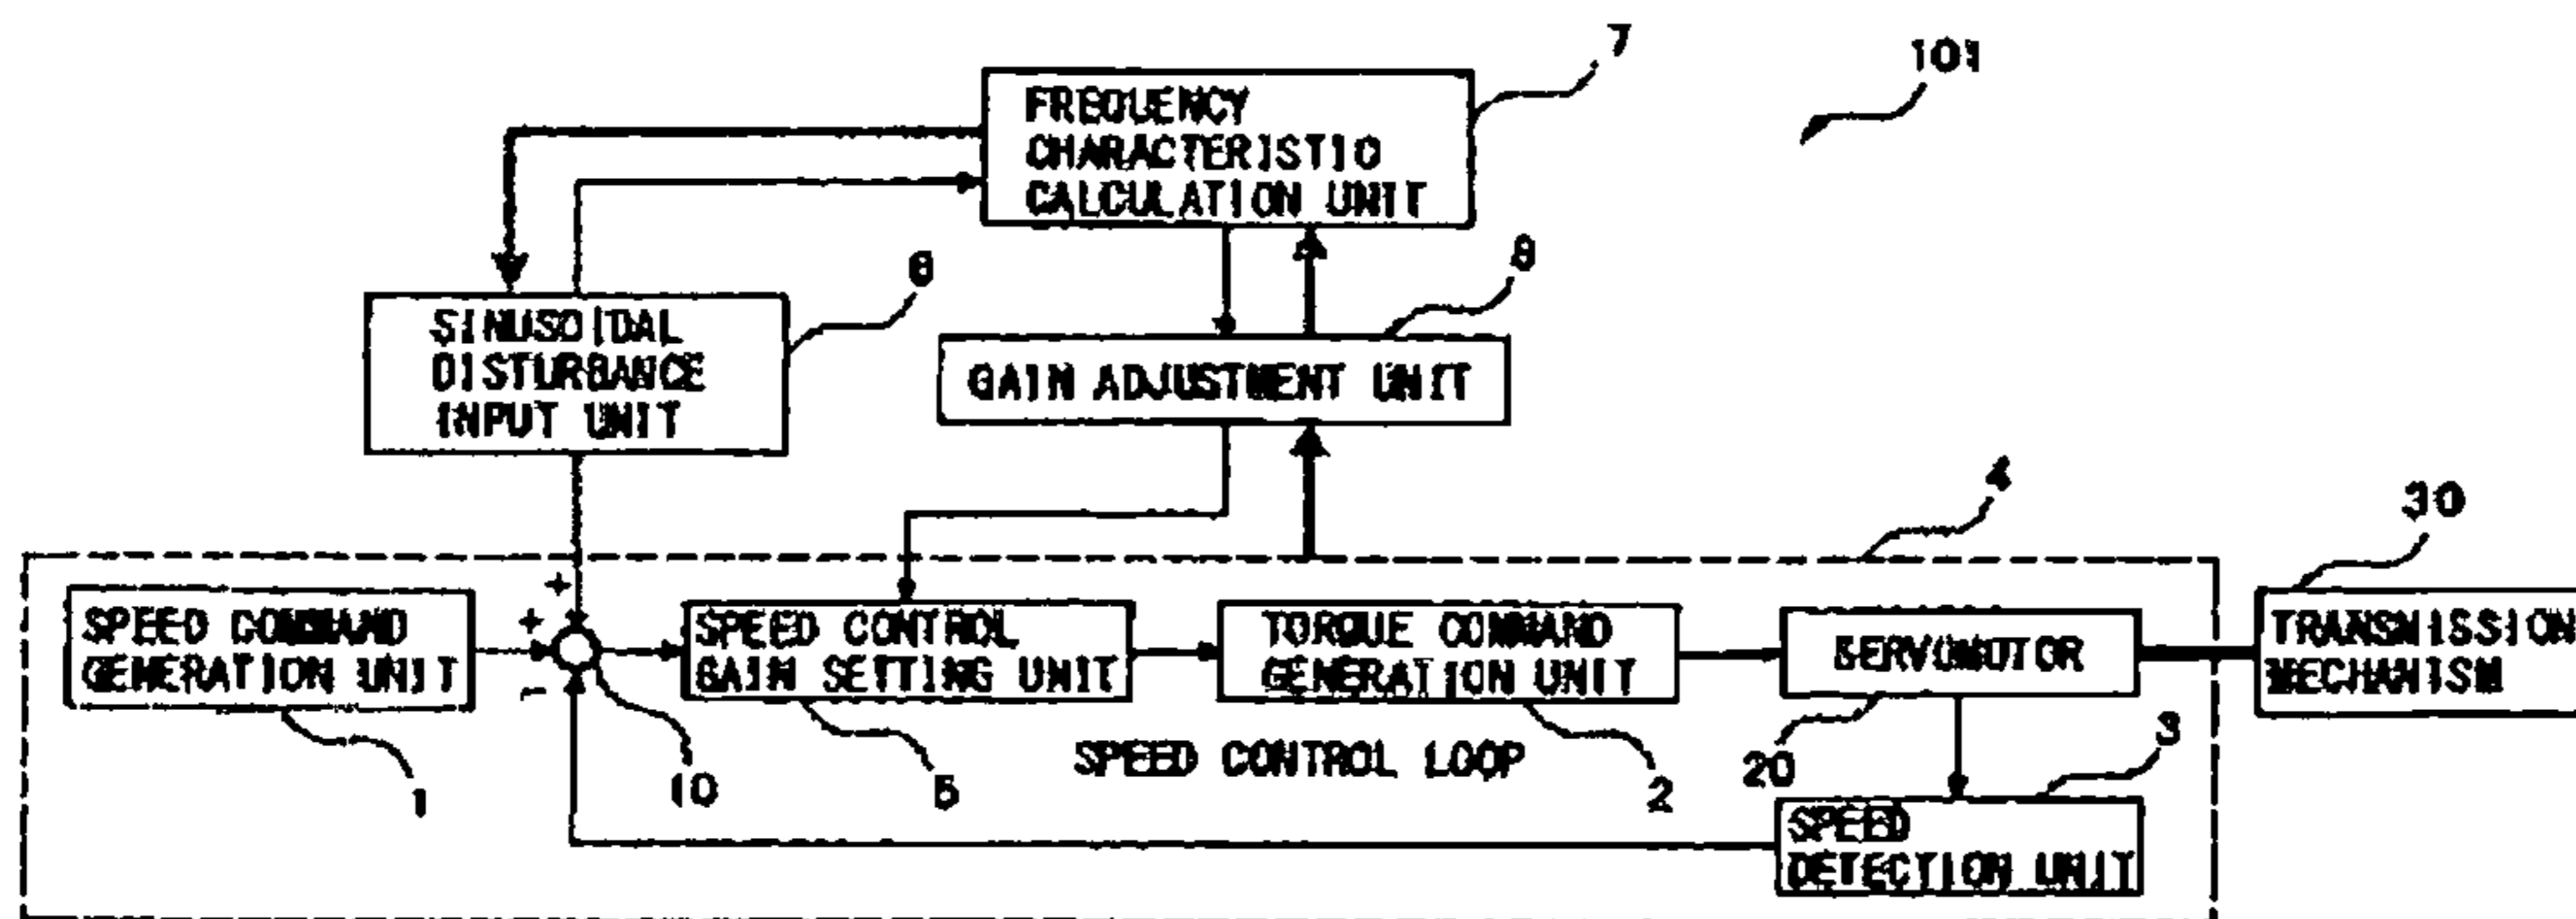 7
101
FREQUENCY
CHARACTERISTIC
CALCULATION UNIT
6
SINUSOIDAL
DISTURBANCE
INPUT UNIT
GAIN ADJUSTMENT UNIT
4
30
+
+
−
SPEED COMMAND
GENERATION UNIT
SPEED CONTROL
GAIN SETTING UNIT
TORQUE COMMAND
GENERATION UNIT
SERVOMOTOR
TRANSMISSION
MECHANISM
1
10
5
SPEED CONTROL LOOP
2
20
3
SPEED
DETECTION UNIT